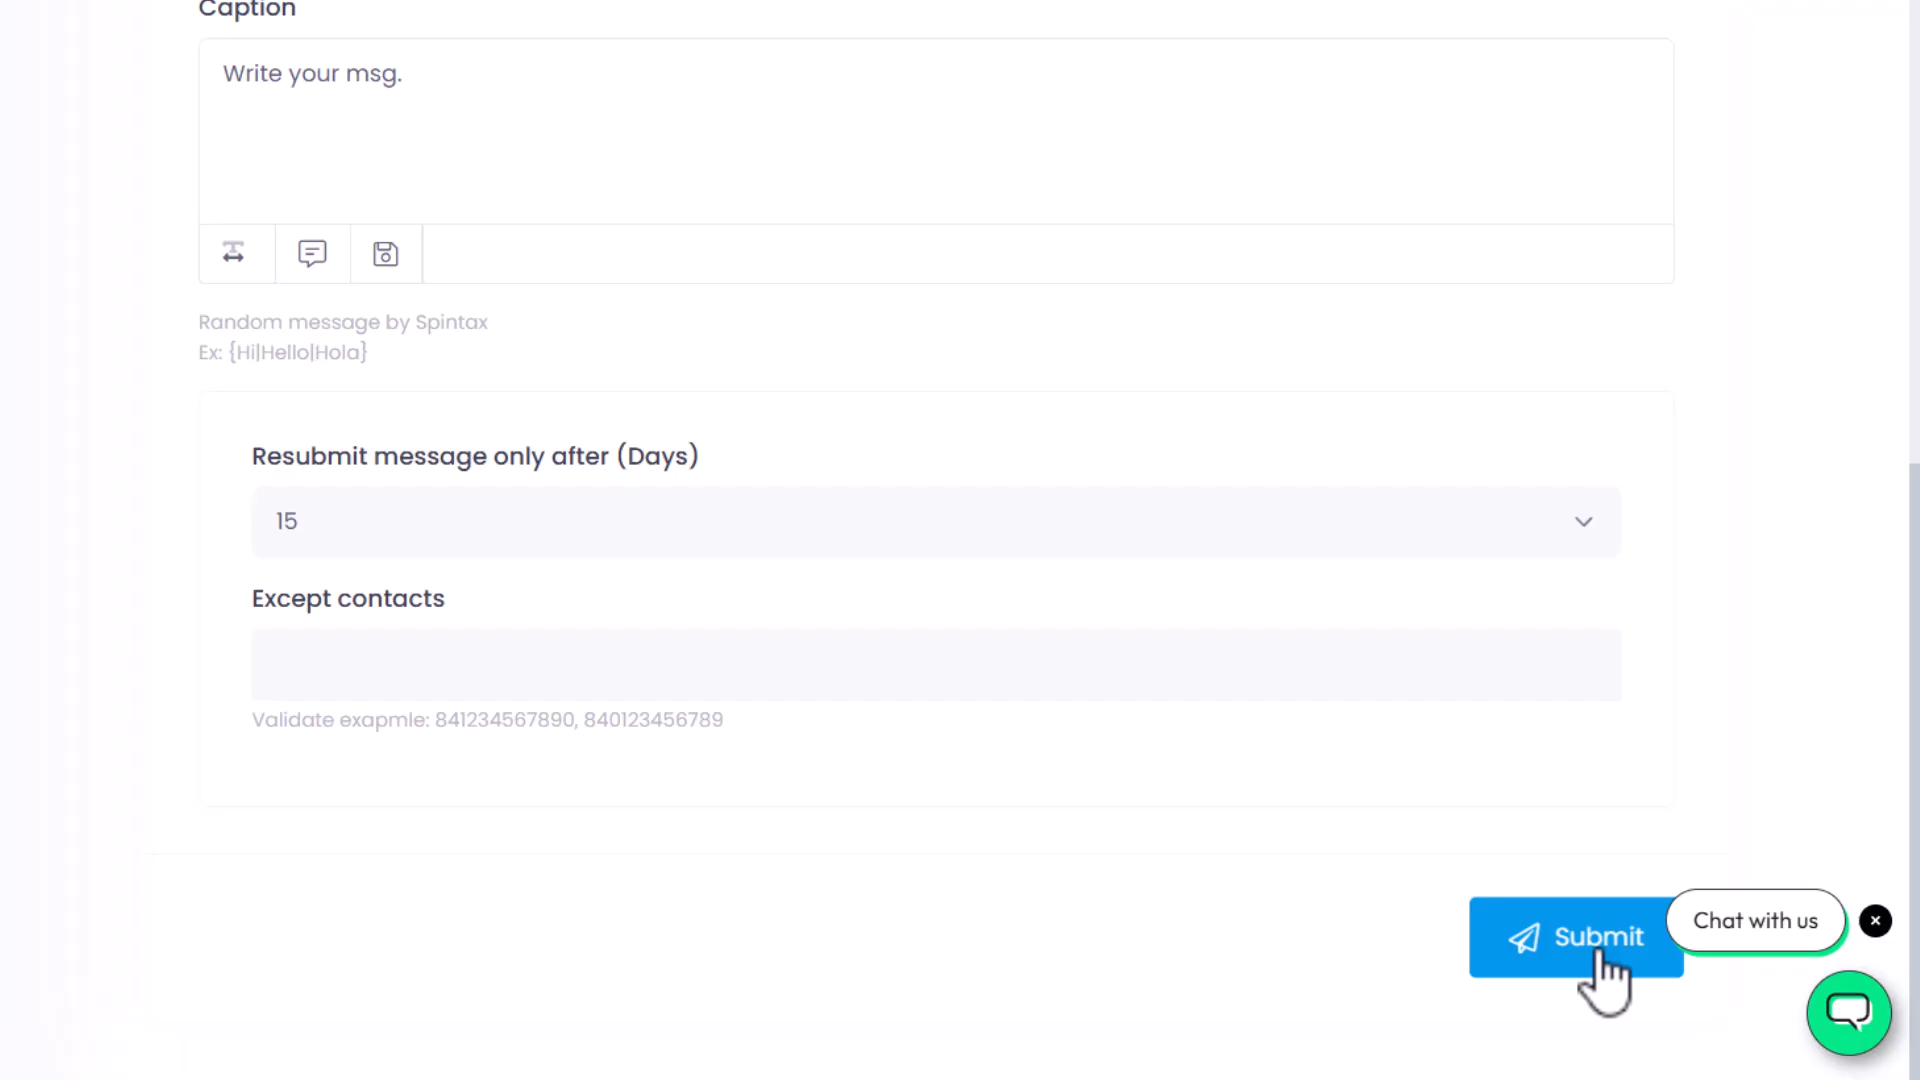 Caption
Write your msg.
Random message by Spintax
Ex: {Hi|Hello|Hola}
Resubmit message only after (Days)
15
Except contacts
Validate exapmle: 841234567890, 840123456789
Submit
Chat with us